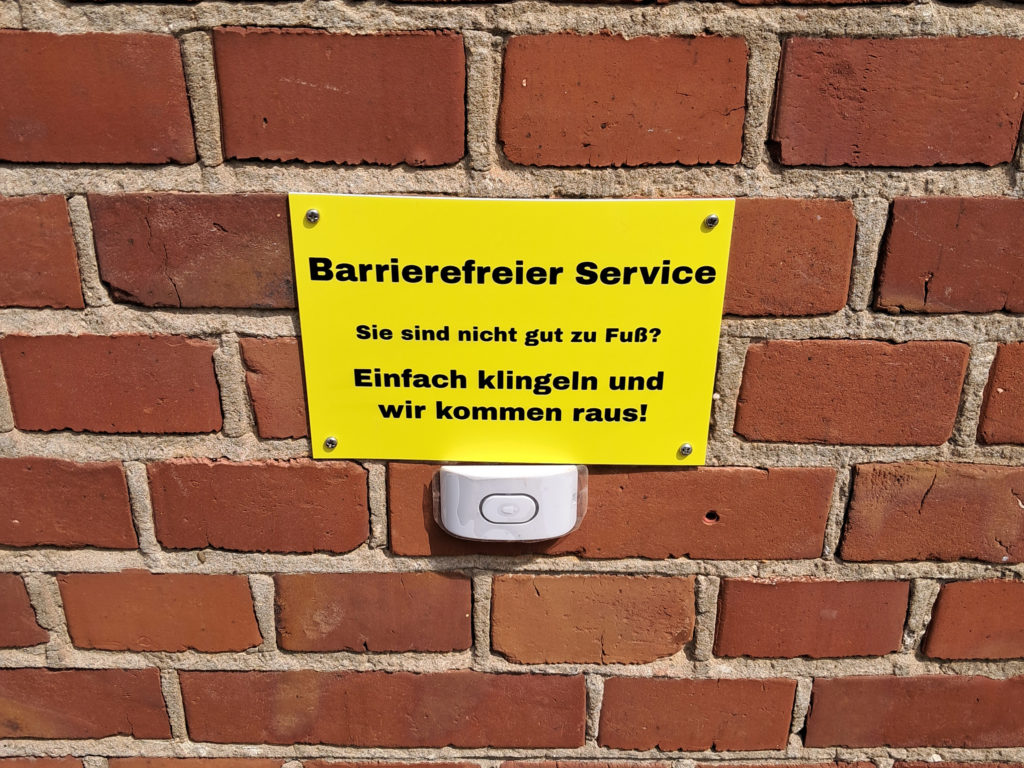 Barrierefreier Service
Sie sind nicht gut zu Fuß?
Einfach klingeln und
wir kommen raus!